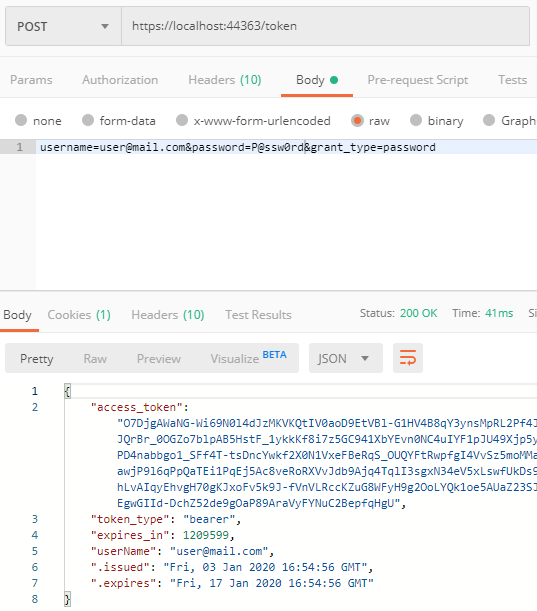 POST https://localhost:44363/token
Params Authorization Headers (10) Body Pre-request Script Tests
none form-data x-www-form-urlencoded raw binary Graph
1 username=user@mail.com&password=P@ssw0rd&grant_type=password
Body Cookies (1) Headers (10) Test Results Status: 200 OK Time: 41ms Si
Pretty Raw Preview Visualize BETA JSON
1 {
2 "access_token":
"O7DjgAWaNG-Wi69N0l4dJzMKVKQtIV0aoD9EtVBl-G1HV4B8qY3ynsMpRL2Pf4J
JQrBr_0OGZo7blpAB5HstF_1ykkKf8i7z5GC941XbYEvn0NC4uIYF1pJU49Xjp5y
PD4nabbgo1_SFf4T-tsDncYwkf2X0N1VxeFBeRqS_OUQYFtRwpfgI4VvSz5moMMa
awjP9l6qPpQaTEi1PqEj5Ac8veRoRXVvJdb9Ajq4TqlI3sgxN34eV5xLswfUkDs9
hLvAIqyEhvgH70gKJxoFv5k9J-fVnVLRccKZuG8WFyH9g2OoLYQk1oe5AUaZ23SJ
EgwGIId-DchZ52de9gOaP89AraVyFYNuC2BepfqHgU",
3 "token_type": "bearer",
4 "expires_in": 1209599,
5 "userName": "user@mail.com",
6 ".issued": "Fri, 03 Jan 2020 16:54:56 GMT",
7 ".expires": "Fri, 17 Jan 2020 16:54:56 GMT"
8 }